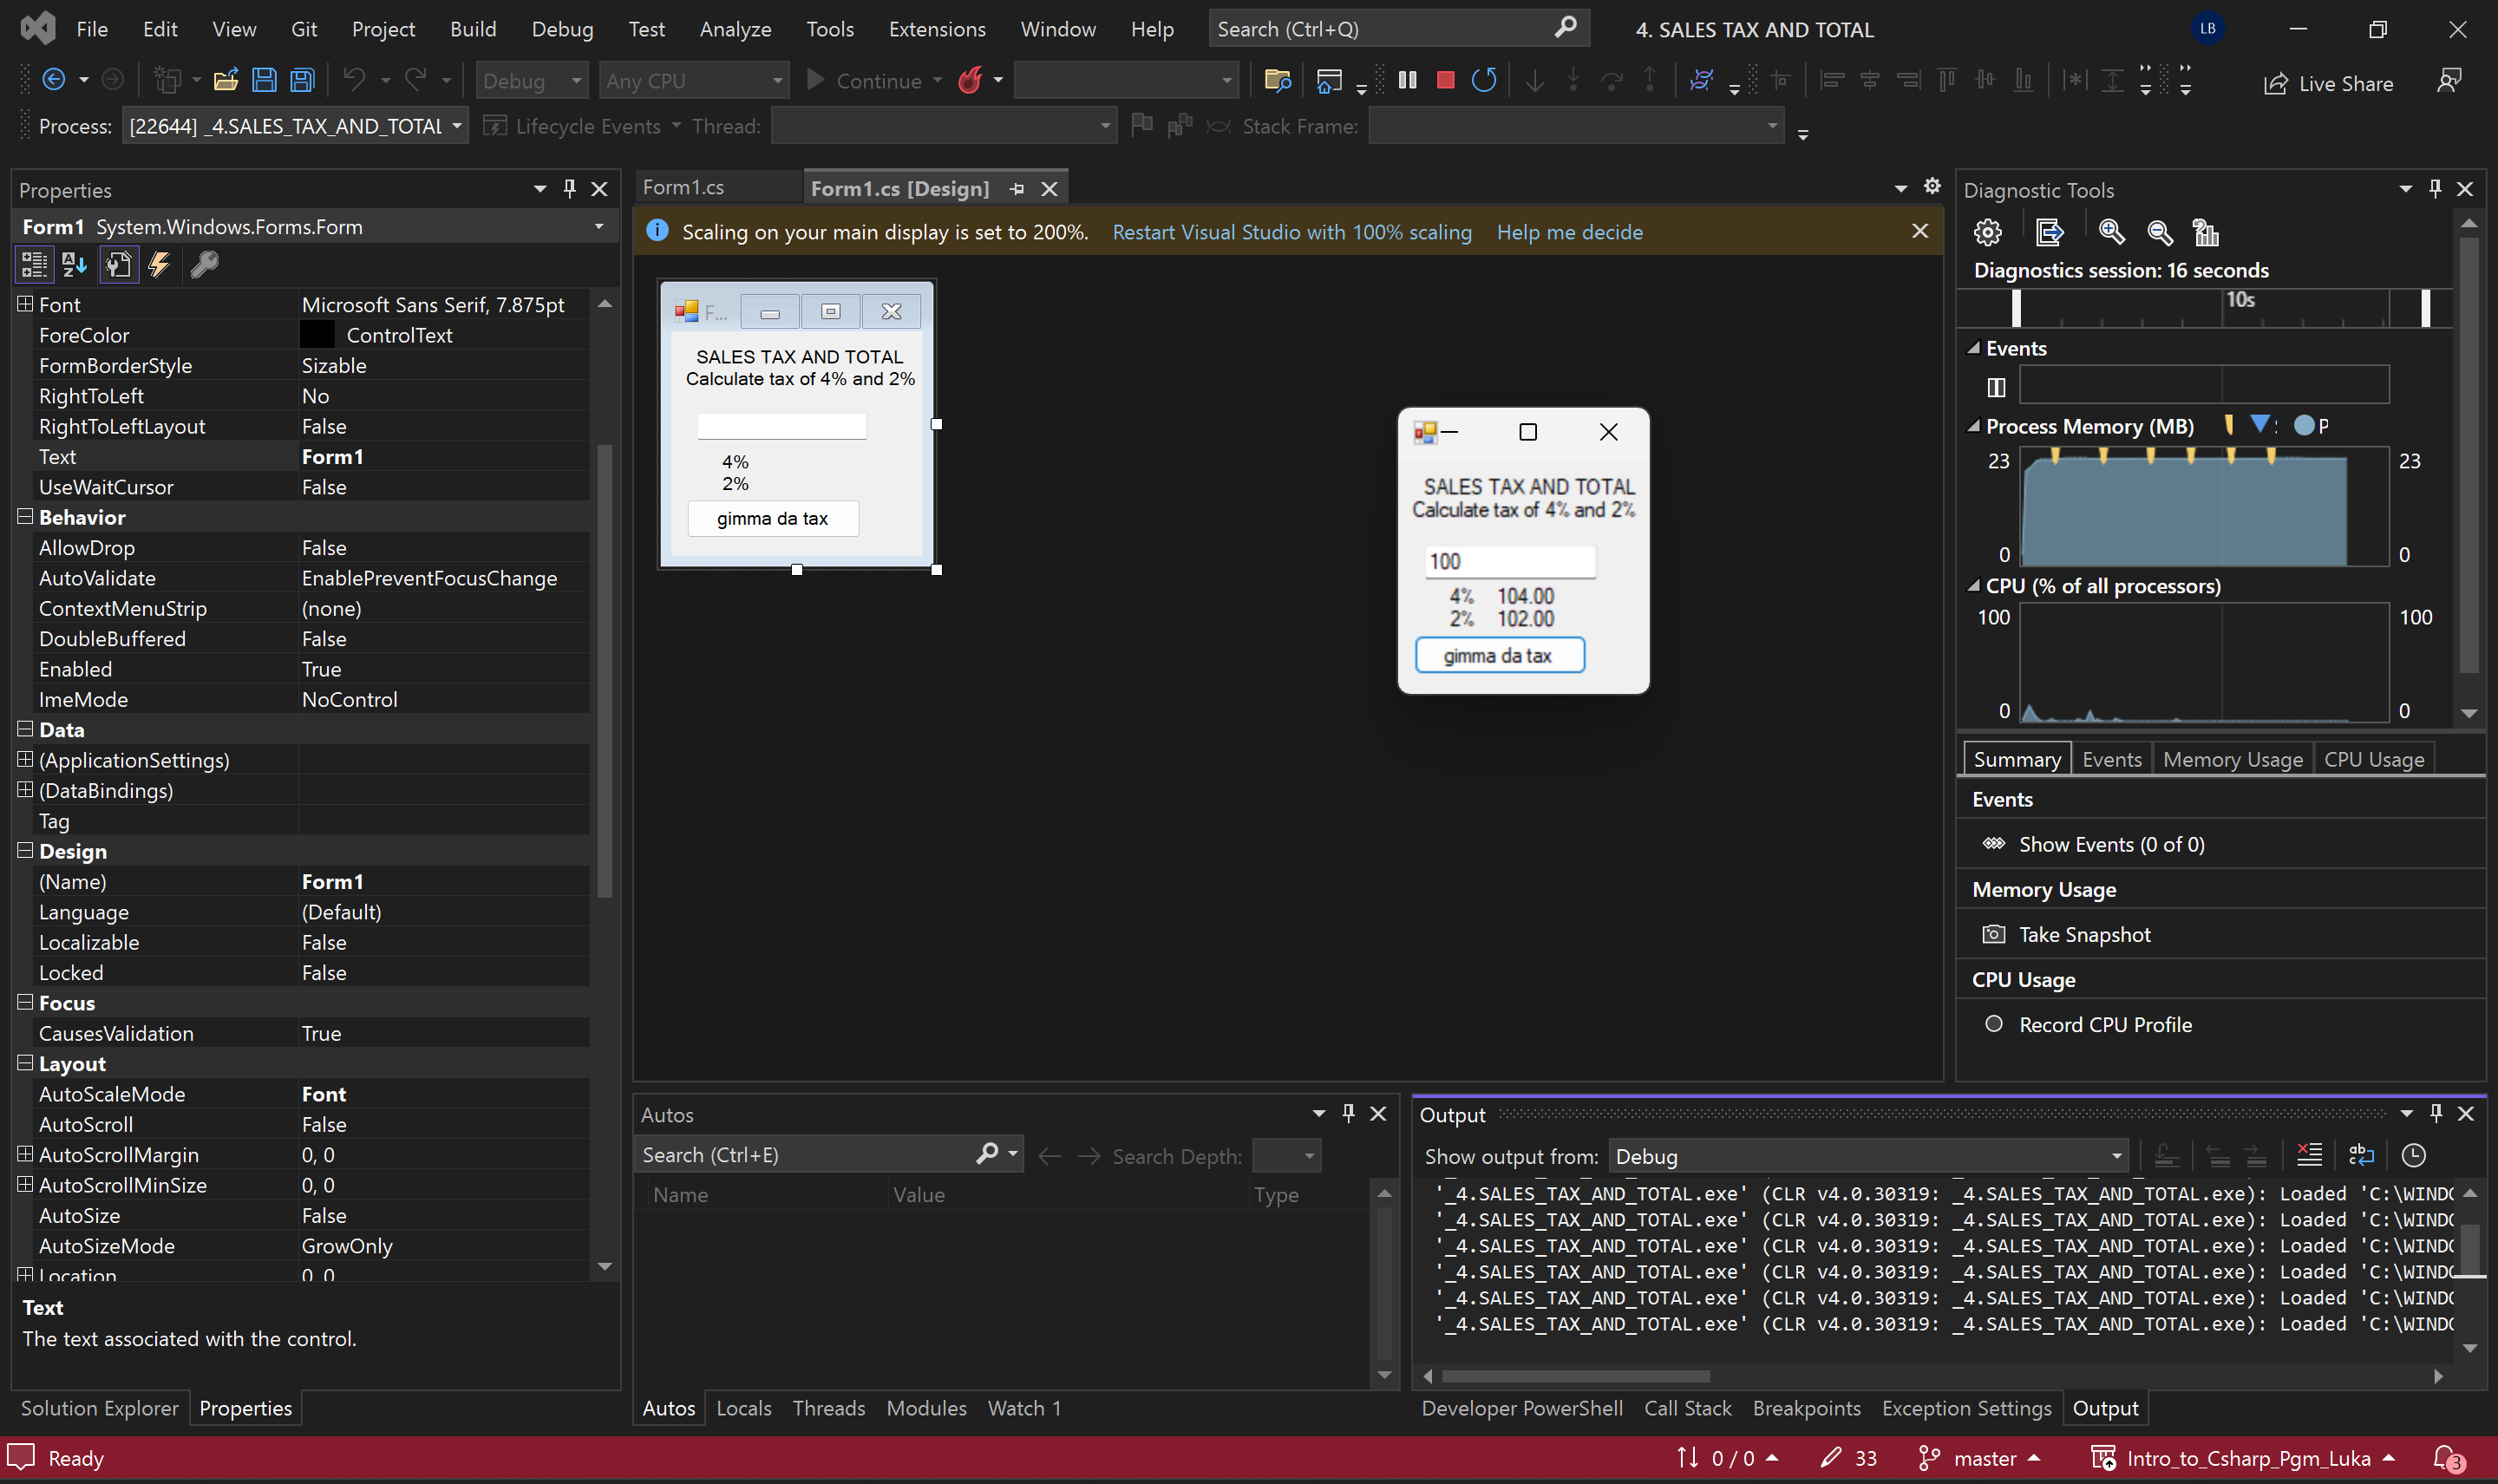 File Edit View Git Project Build Debug Test Analyze Tools Extensions Window Help Search (Ctrl+Q) 4. SALES TAX AND TOTAL LB
Debug Any CPU Continue Live Share
Process: [22644] _4.SALES_TAX_AND_TOTAL Lifecycle Events Thread: Stack Frame:
Properties
Form1 System.Windows.Forms.Form
Font Microsoft Sans Serif, 7.875pt
ForeColor ControlText
FormBorderStyle Sizable
RightToLeft No
RightToLeftLayout False
Text Form1
UseWaitCursor False
Behavior
AllowDrop False
AutoValidate EnablePreventFocusChange
ContextMenuStrip (none)
DoubleBuffered False
Enabled True
ImeMode NoControl
Data
(ApplicationSettings)
(DataBindings)
Tag
Design
(Name) Form1
Language (Default)
Localizable False
Locked False
Focus
CausesValidation True
Layout
AutoScaleMode Font
AutoScroll False
AutoScrollMargin 0, 0
AutoScrollMinSize 0, 0
AutoSize False
AutoSizeMode GrowOnly
Location 0, 0
Text
The text associated with the control.
Solution Explorer Properties
Form1.cs Form1.cs [Design]
Scaling on your main display is set to 200%. Restart Visual Studio with 100% scaling Help me decide
F...
SALES TAX AND TOTAL
Calculate tax of 4% and 2%
4%
2%
gimma da tax
SALES TAX AND TOTAL
Calculate tax of 4% and 2%
100
4% 104.00
2% 102.00
gimma da tax
Diagnostic Tools
Diagnostics session: 16 seconds
10s
Events
Process Memory (MB) P
23 23
0 0
CPU (% of all processors)
100 100
0 0
Summary Events Memory Usage CPU Usage
Events
Show Events (0 of 0)
Memory Usage
Take Snapshot
CPU Usage
Record CPU Profile
Autos
Search (Ctrl+E) Search Depth:
Name Value Type
Autos Locals Threads Modules Watch 1
Output
Show output from: Debug
'_4.SALES_TAX_AND_TOTAL.exe' (CLR v4.0.30319: _4.SALES_TAX_AND_TOTAL.exe): Loaded 'C:\WINDO
'_4.SALES_TAX_AND_TOTAL.exe' (CLR v4.0.30319: _4.SALES_TAX_AND_TOTAL.exe): Loaded 'C:\WINDO
'_4.SALES_TAX_AND_TOTAL.exe' (CLR v4.0.30319: _4.SALES_TAX_AND_TOTAL.exe): Loaded 'C:\WINDO
'_4.SALES_TAX_AND_TOTAL.exe' (CLR v4.0.30319: _4.SALES_TAX_AND_TOTAL.exe): Loaded 'C:\WINDO
'_4.SALES_TAX_AND_TOTAL.exe' (CLR v4.0.30319: _4.SALES_TAX_AND_TOTAL.exe): Loaded 'C:\WINDO
'_4.SALES_TAX_AND_TOTAL.exe' (CLR v4.0.30319: _4.SALES_TAX_AND_TOTAL.exe): Loaded 'C:\WINDO
Developer PowerShell Call Stack Breakpoints Exception Settings Output
Ready 0 / 0 33 master Intro_to_Csharp_Pgm_Luka 3